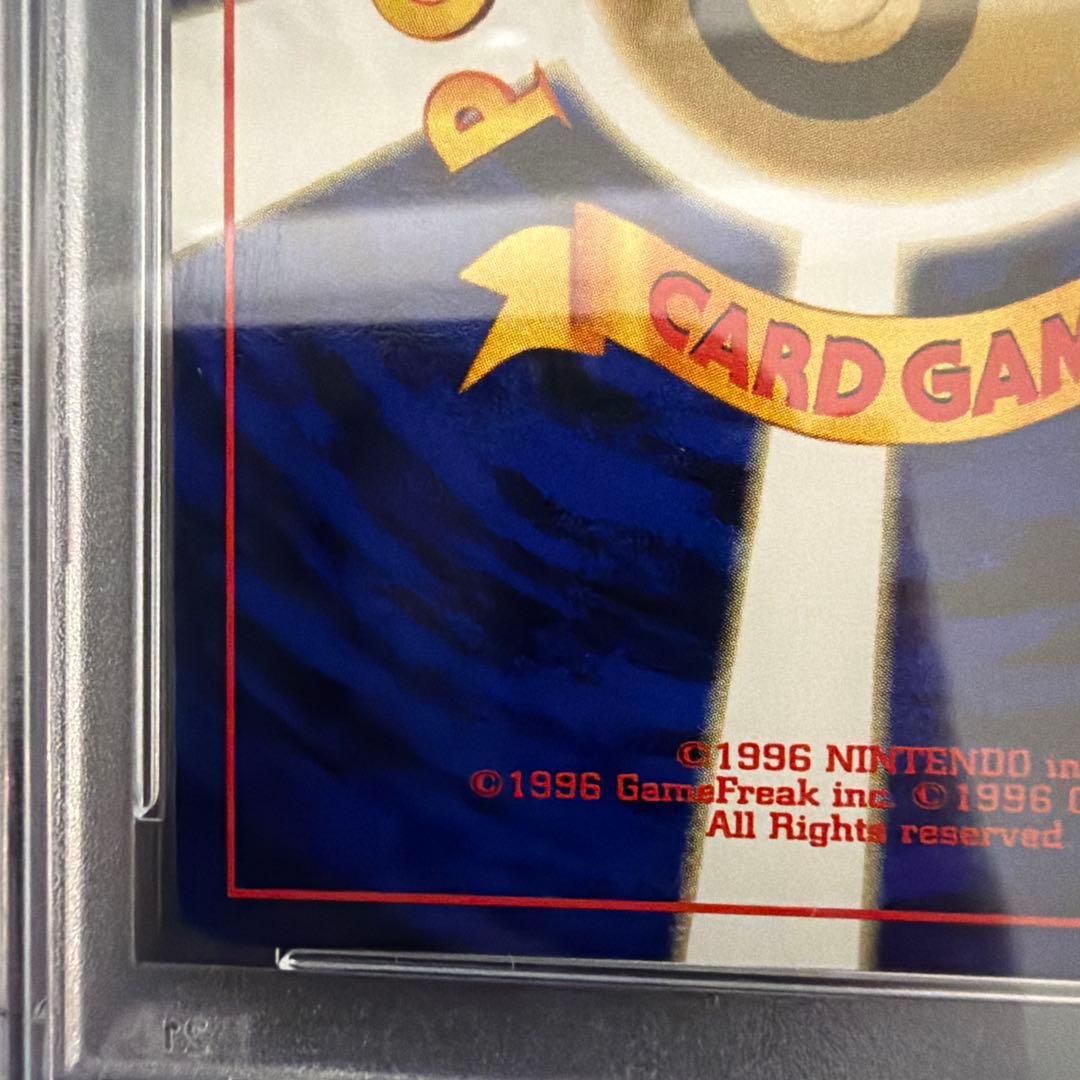 P
CARD GAM
©1996 NINTENDO in
©1996 GameFreak inc. ©1996 C
All Rights reserved